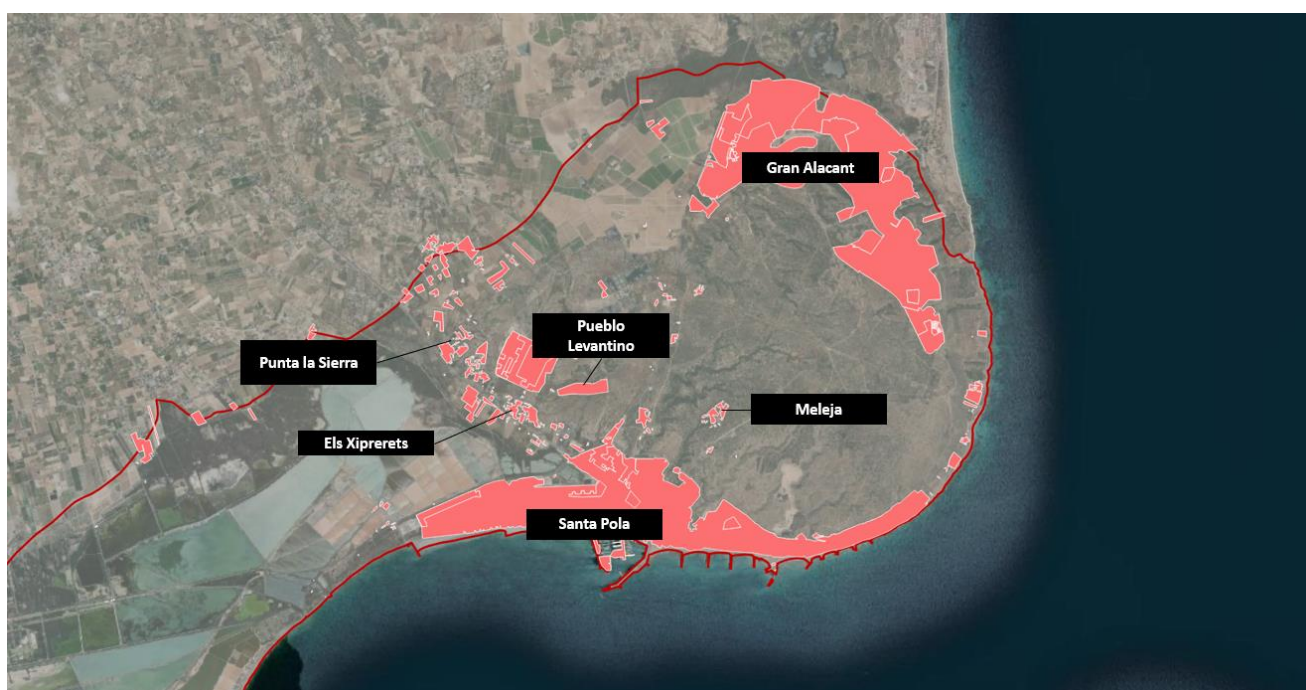 Gran Alacant
Pueblo
Levantino
Punta la Sierra
Meleja
Els Xiprerets
Santa Pola